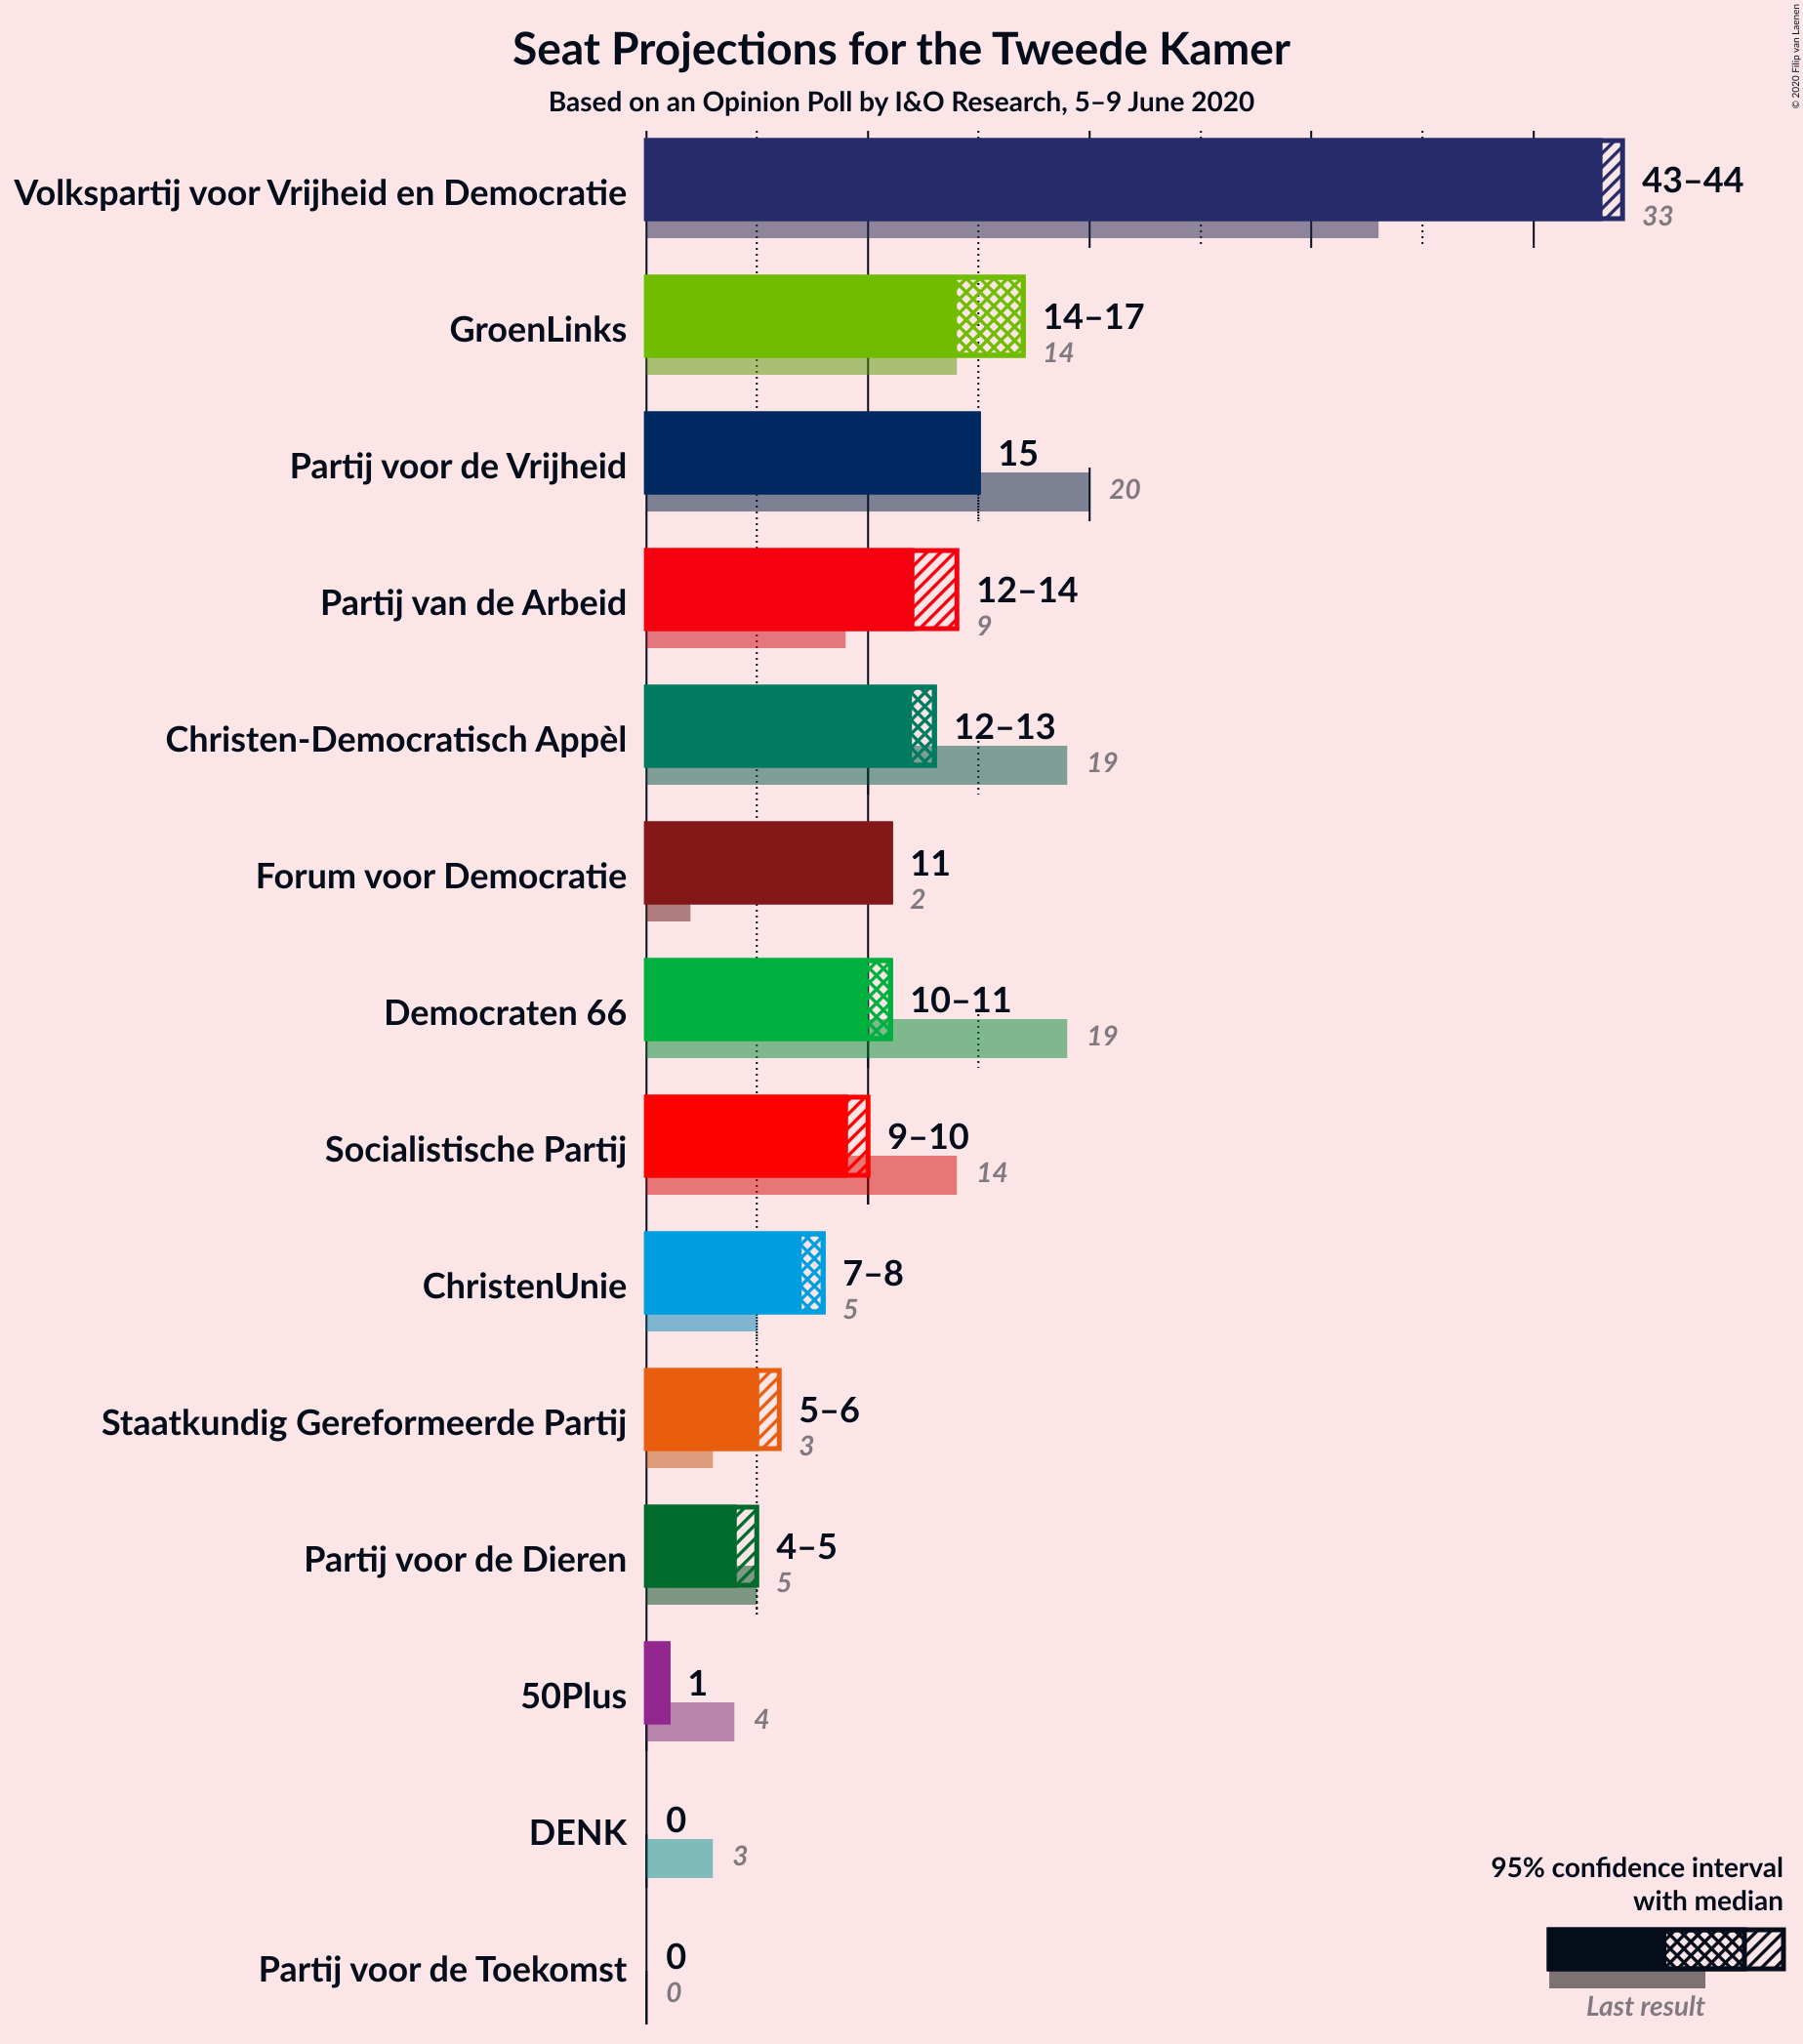 Seat Projections for the Tweede Kamer
Based on an Opinion Poll by I&O Research, 5–9 June 2020
© 2020 Filip van Laenen
Volkspartij voor Vrijheid en Democratie
43–44
33
GroenLinks
14–17
14
Partij voor de Vrijheid
15
20
Partij van de Arbeid
12–14
9
Christen-Democratisch Appèl
12–13
19
Forum voor Democratie
11
2
Democraten 66
10–11
19
Socialistische Partij
9–10
14
ChristenUnie
7–8
5
Staatkundig Gereformeerde Partij
5–6
3
Partij voor de Dieren
4–5
5
50Plus
1
4
DENK
0
3
Partij voor de Toekomst
0
0
95% confidence interval
with median
Last result